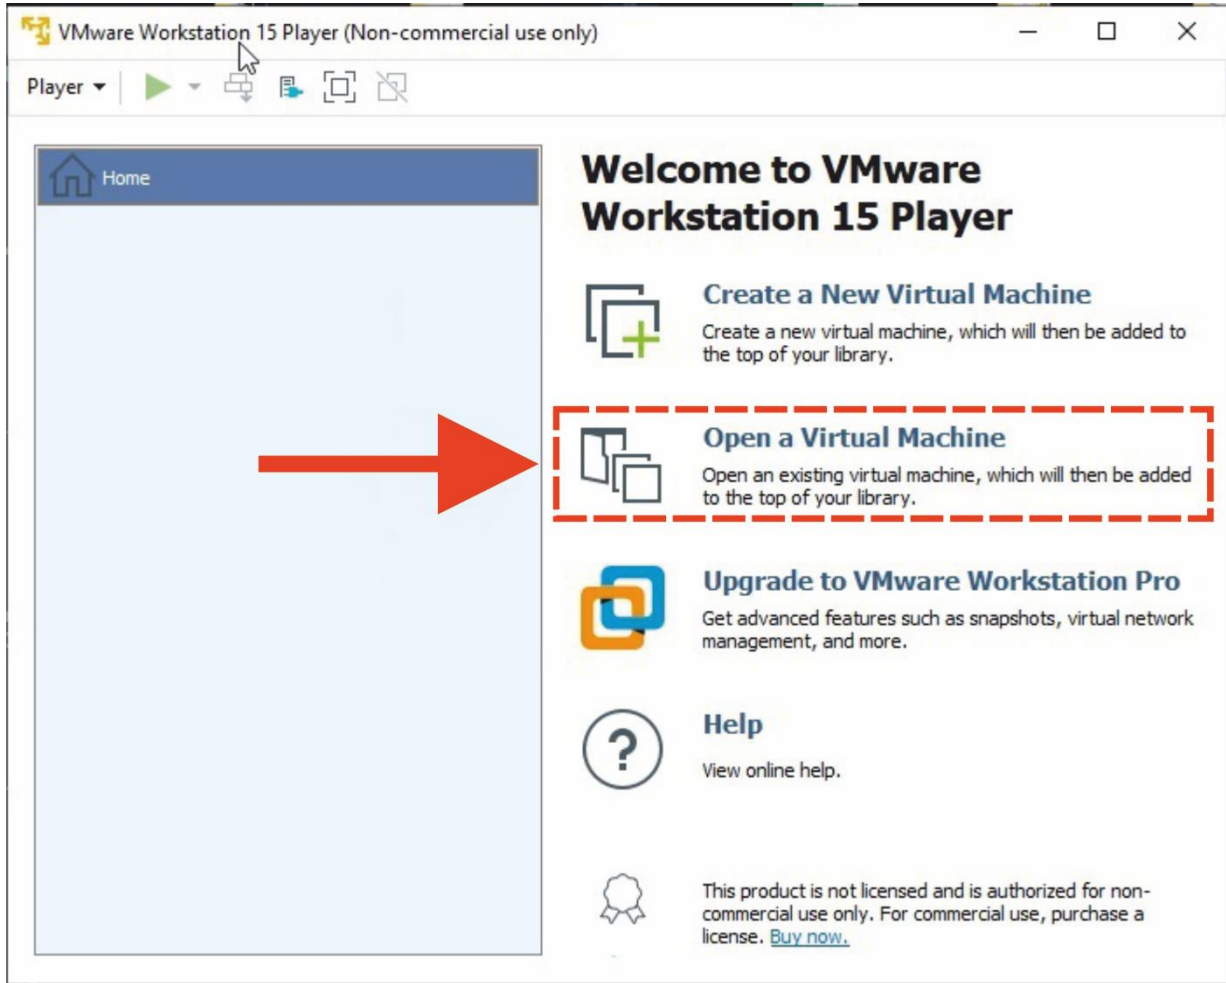 VMware Workstation 15 Player (Non-commercial use only)
Player
Home
Welcome to VMware
Workstation 15 Player
Create a New Virtual Machine
Create a new virtual machine, which will then be added to
the top of your library.
Open a Virtual Machine
Open an existing virtual machine, which will then be added
to the top of your library.
Upgrade to VMware Workstation Pro
Get advanced features such as snapshots, virtual network
management, and more.
?
Help
View online help.
This product is not licensed and is authorized for non-
commercial use only. For commercial use, purchase a
license. Buy now.